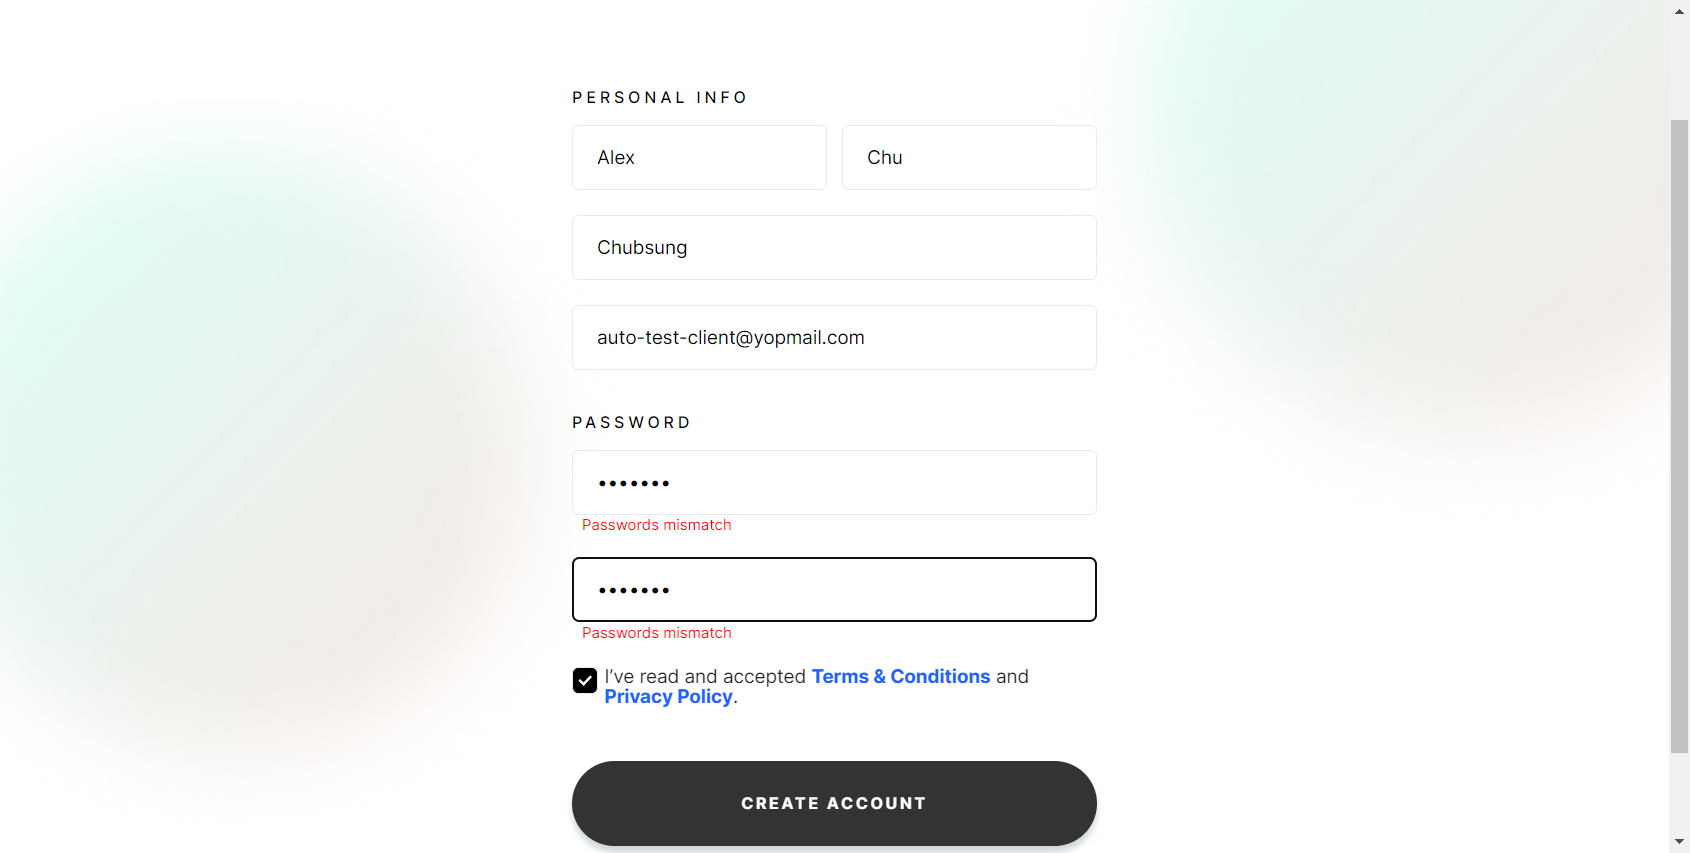 PERSONAL INFO
Alex
Chu
Chubsung
auto-test-client@yopmail.com
PASSWORD
•••••••
Passwords mismatch
•••••••
Passwords mismatch
I’ve read and accepted Terms & Conditions and
Privacy Policy.
CREATE ACCOUNT